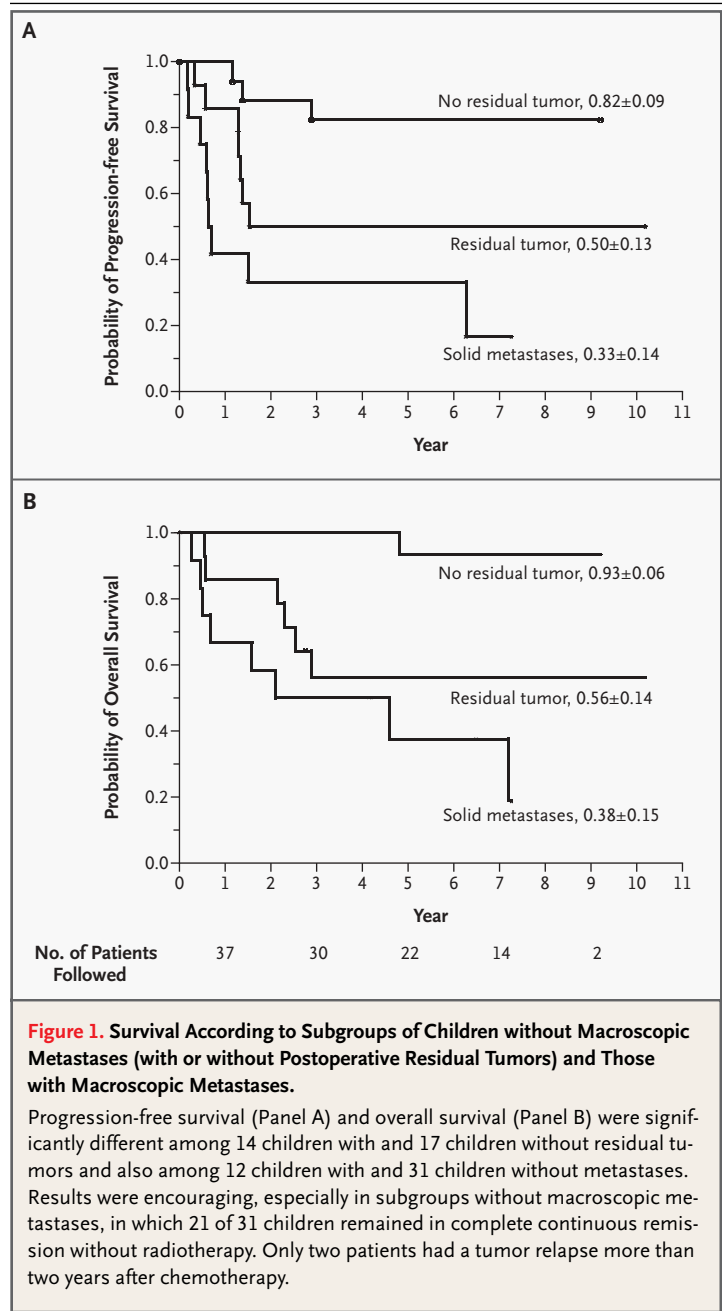 A
1.0
0.8
0.6
0.4
0.2
0.0
Probability of Progression-free Survival
No residual tumor, 0.82±0.09
Residual tumor, 0.50±0.13
Solid metastases, 0.33±0.14
0 1 2 3 4 5 6 7 8 9 10 11
Year
B
1.0
0.8
0.6
0.4
0.2
0.0
Probability of Overall Survival
No residual tumor, 0.93±0.06
Residual tumor, 0.56±0.14
Solid metastases, 0.38±0.15
0 1 2 3 4 5 6 7 8 9 10 11
Year
No. of Patients
Followed
37 30 22 14 2
Figure 1. Survival According to Subgroups of Children without Macroscopic
Metastases (with or without Postoperative Residual Tumors) and Those
with Macroscopic Metastases.
Progression-free survival (Panel A) and overall survival (Panel B) were signif-
icantly different among 14 children with and 17 children without residual tu-
mors and also among 12 children with and 31 children without metastases.
Results were encouraging, especially in subgroups without macroscopic me-
tastases, in which 21 of 31 children remained in complete continuous remis-
sion without radiotherapy. Only two patients had a tumor relapse more than
two years after chemotherapy.